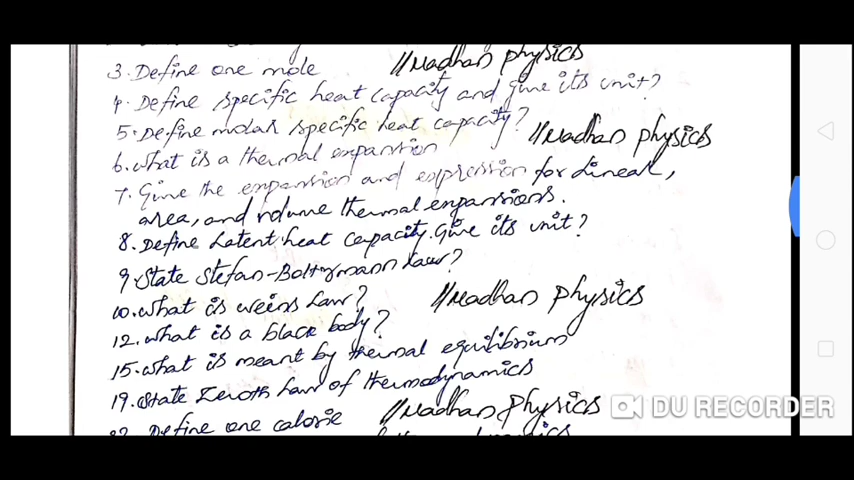 3. Define one mole
//Madhan physics
4. Define specific heat capacity and give its unit?
5. Define molar specific heat capacity?
//Madhan physics
6. what is a thermal expansion
7. Give the expansion and expression for Linear,
area, and volume thermal expansions.
8. Define Latent heat capacity. Give its unit?
9. State Stefan-Boltzmann Law?
10. What is weins Law?
//Madhan physics
12. what is a black body?
15. what is meant by thermal equilibrium
19. state Zeroth Law of thermodynamics
//Madhan physics
DU RECORDER
22. Define one calorie